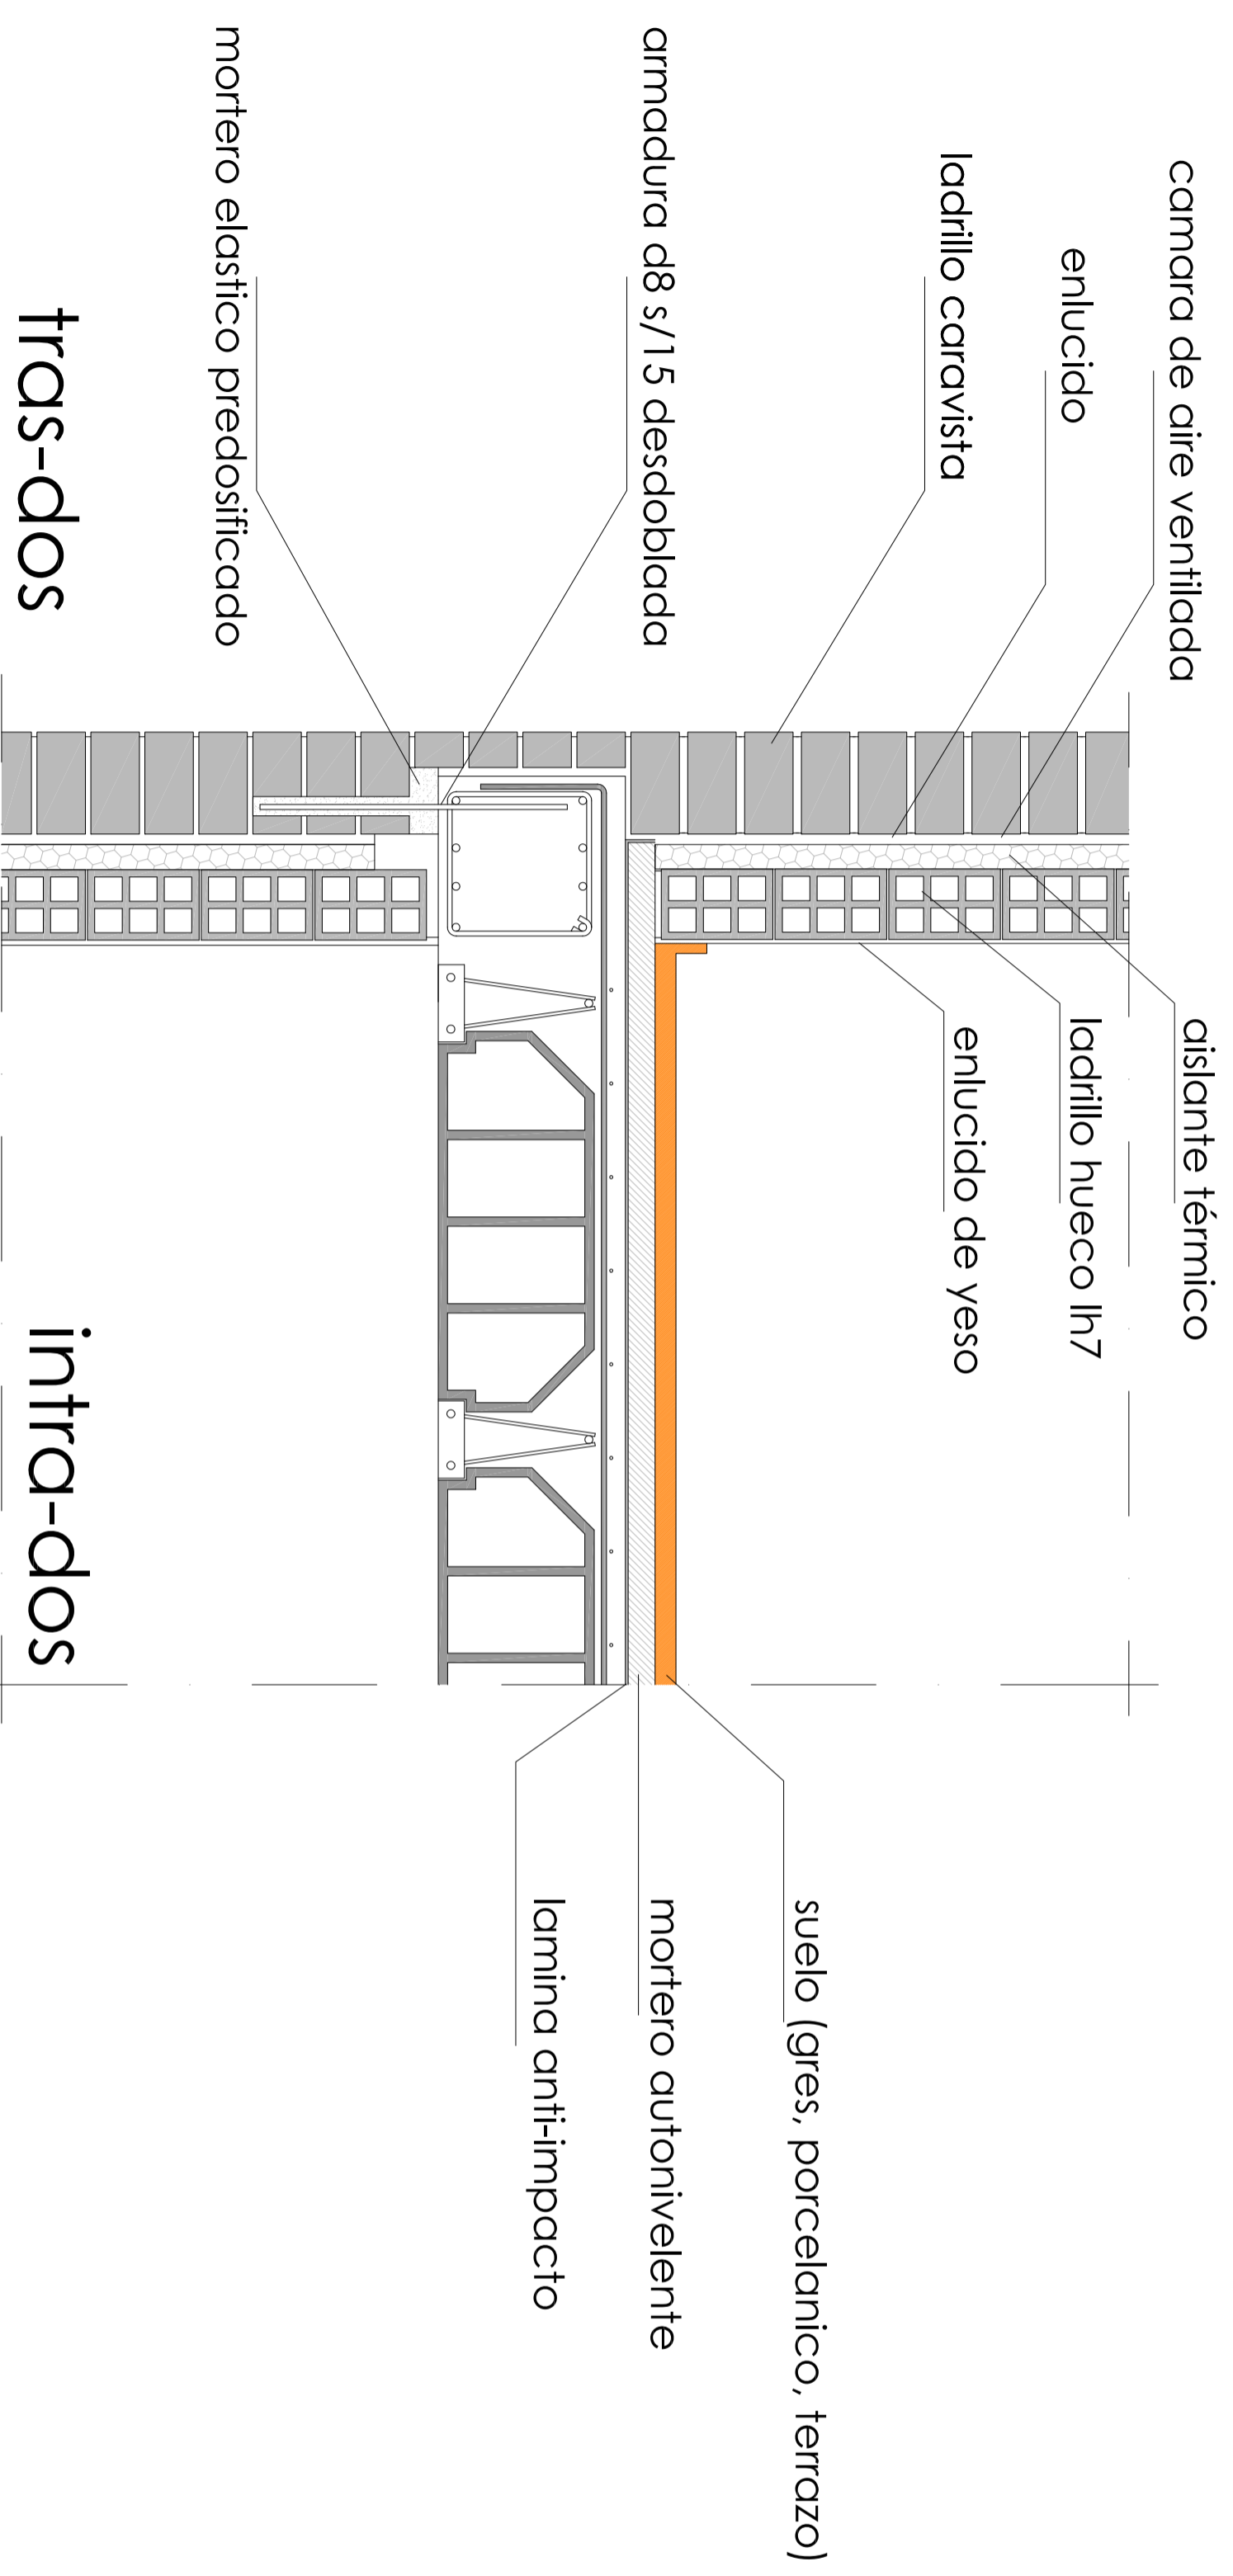 camara de aire ventilada
enlucido
ladrillo caravista
armadura d8 s/15 desdoblada
mortero elastico predosificado
tras-dos
aislante térmico
ladrillo hueco lh7
enlucido de yeso
intra-dos
suelo (gres, porcelanico, terrazo)
mortero autonivelente
lamina anti-impacto